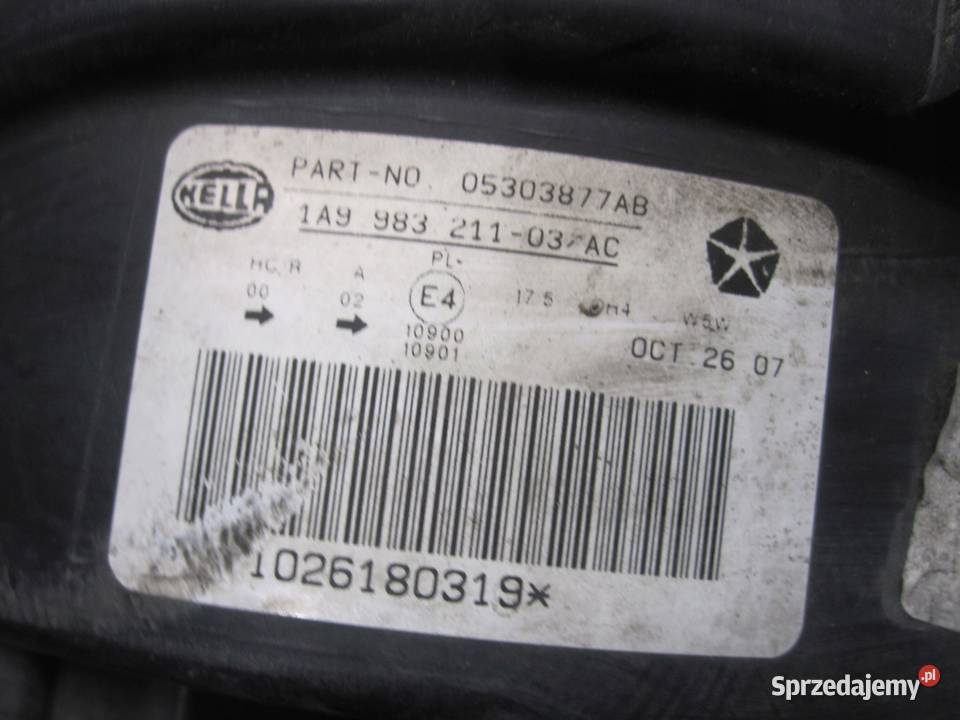 HELLA
PART-NO. 05303877AB
1A9 983 211-03/AC
HC/R A PL-
00 02 E4 17.5 H4 W5W
10900
10901
OCT 26 07
1026180319*
Sprzedajemy.pl